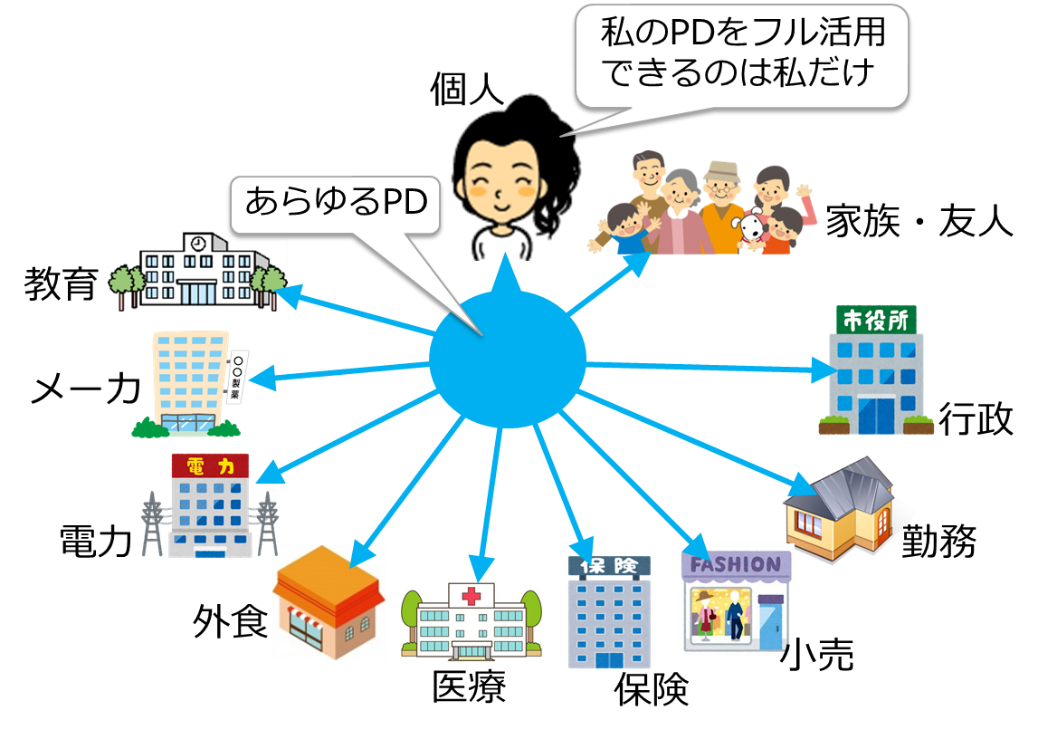 私のPDをフル活用
できるのは私だけ
個人
あらゆるPD
家族・友人
教育
市役所
行政
メーカ
〇〇製薬
電力
電力
勤務
外食
医療
保険
保険
FASHION
小売